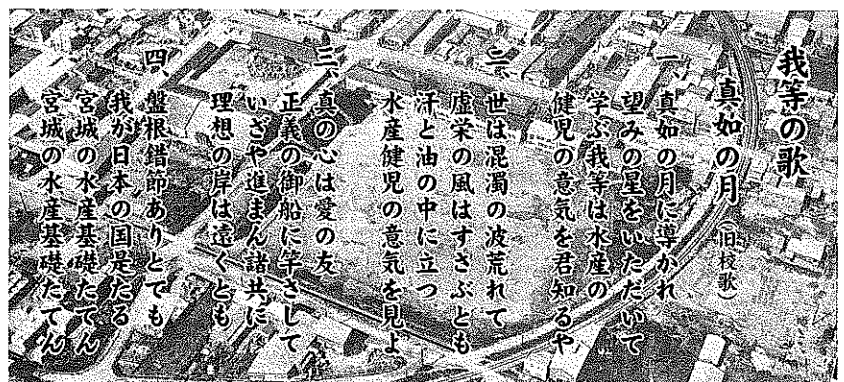 我等の歌
真如の月 (旧校歌)
一、真如の月に導かれ
望みの星をいただいて
学ぶ我等は水産の
健児の意気を君知るや
二、世は混濁の波荒れて
虚栄の風はすさぶとも
汗と油の中に立つ
水産健児の意気を見よ
三、真の心は愛の友
正義の御船に竿さして
いざや進まん諸共に
理想の岸は遠くとも
四、盤根錯節ありとても
我が日本の国是たる
宮城の水産基礎たてん
宮城の水産基礎たてん